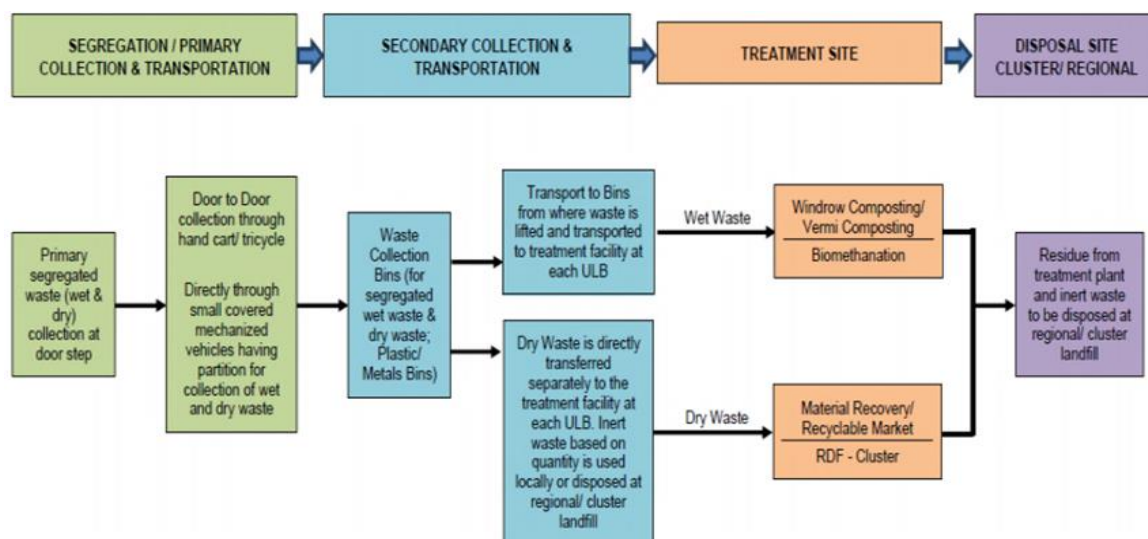 SEGREGATION / PRIMARY
COLLECTION & TRANSPORTATION
SECONDARY COLLECTION &
TRANSPORTATION
TREATMENT SITE
DISPOSAL SITE
CLUSTER/ REGIONAL
Primary
segregated
waste (wet &
dry)
collection at
door step
Door to Door
collection through
hand cart/ tricycle
Directly through
small covered
mechanized
vehicles having
partition for
collection of wet
and dry waste
Waste
Collection
Bins (for
segregated
wet waste &
dry waste;
Plastic/
Metals Bins)
Transport to Bins
from where waste is
lifted and transported
to treatment facility at
each ULB
Dry Waste is directly
transferred
separately to the
treatment facility at
each ULB. Inert
waste based on
quantity is used
locally or disposed at
regional/ cluster
landfill
Wet Waste
Windrow Composting/
Vermi Composting
Biomethanation
Dry Waste
Material Recovery/
Recyclable Market
RDF - Cluster
Residue from
treatment plant
and inert waste
to be disposed at
regional/ cluster
landfill